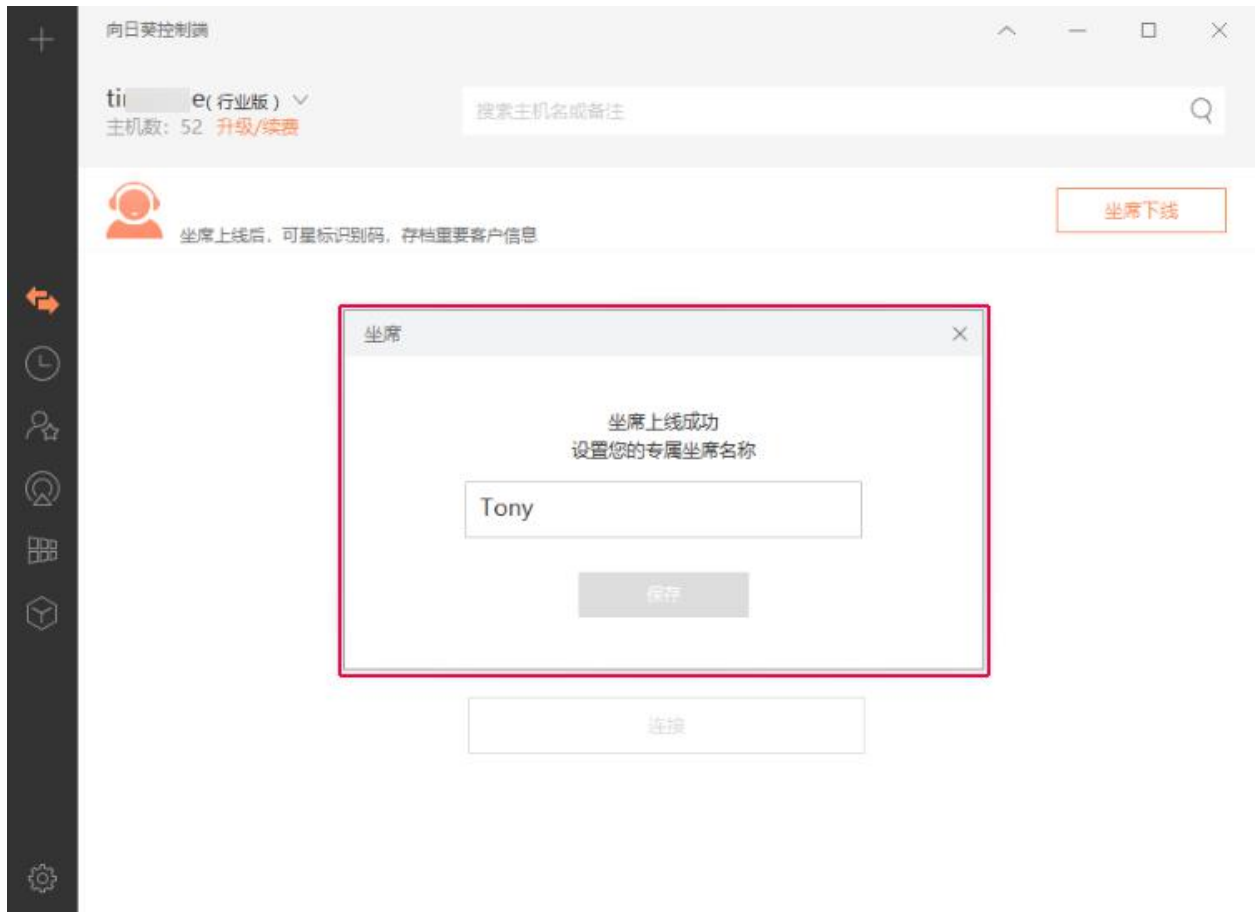 向日葵控制端
e(行业版)
主机数：52 升级/续费
搜索主机名或备注
坐席上线后，可星标识别码，存档重要客户信息
坐席下线
坐席
坐席上线成功
设置您的专属坐席名称
Tony
保存
连接